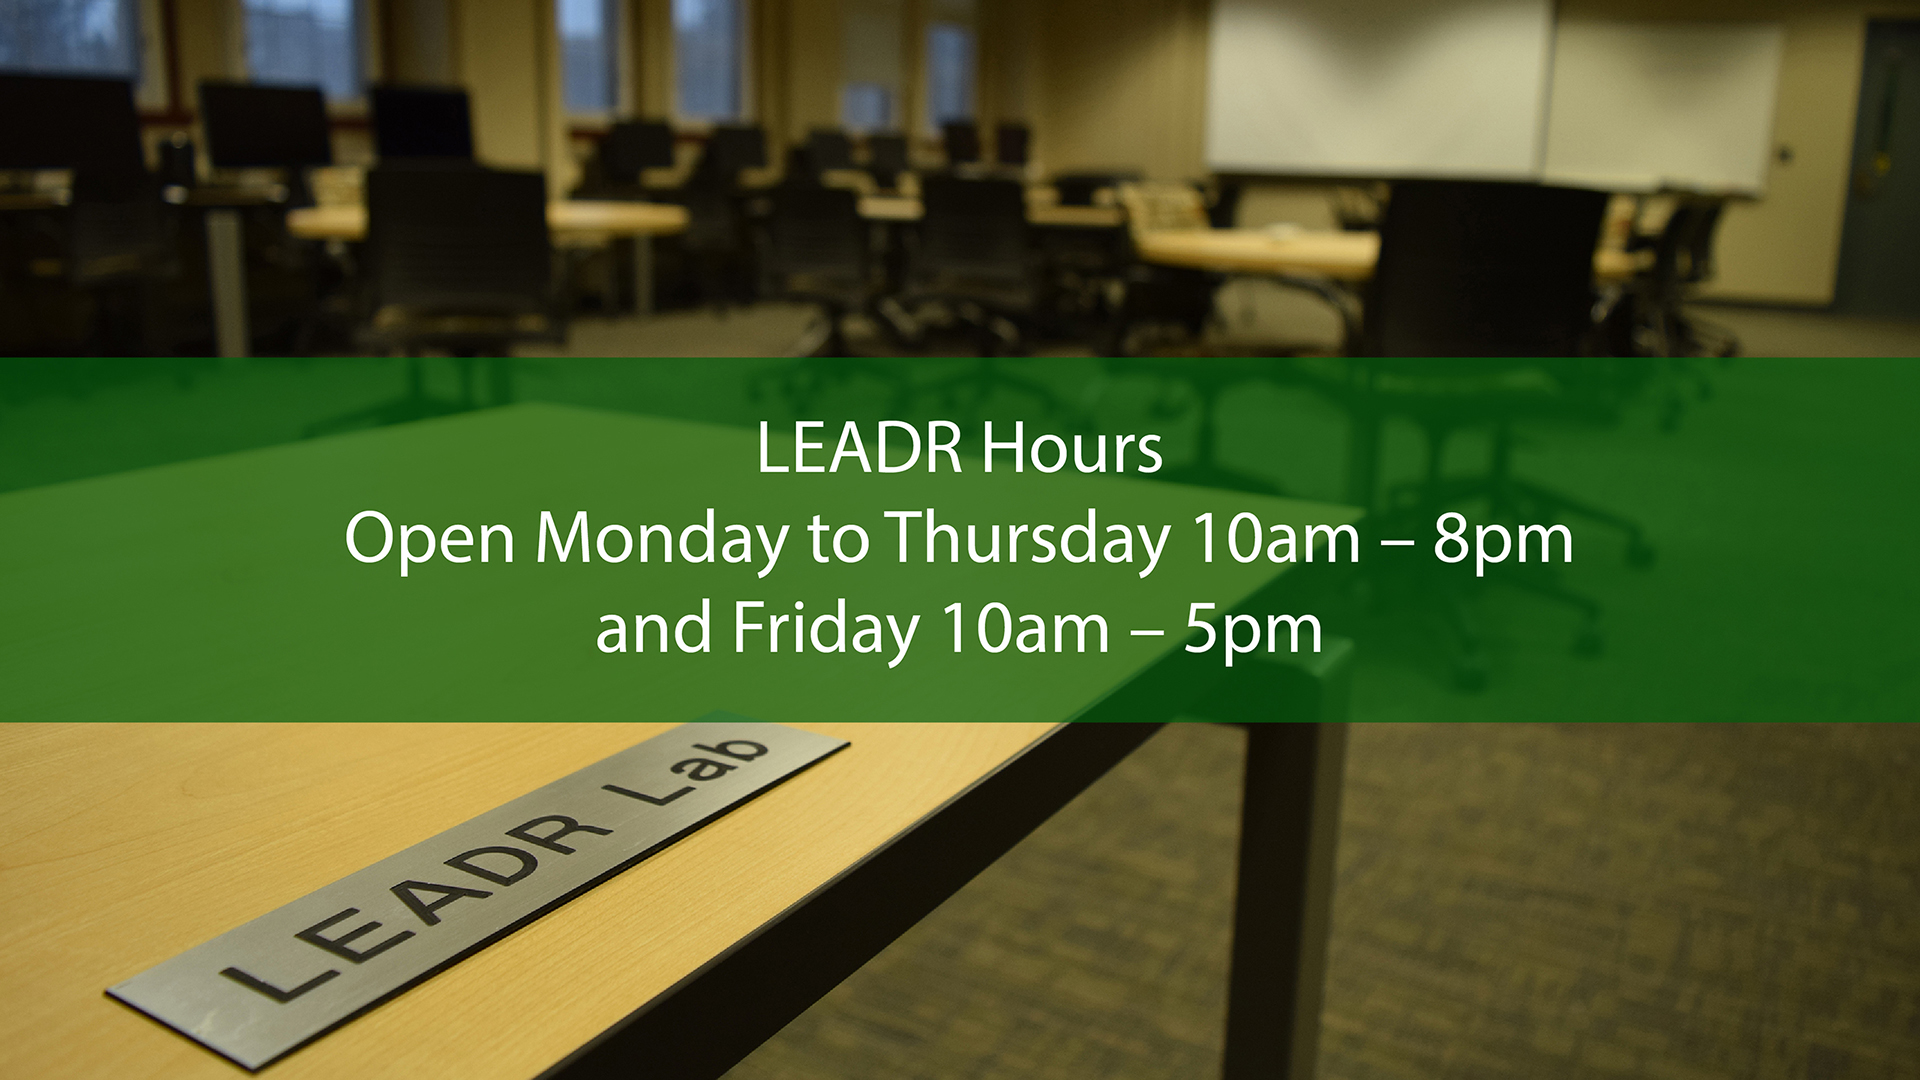 LEADR Hours
Open Monday to Thursday 10am – 8pm
and Friday 10am – 5pm
LEADR Lab